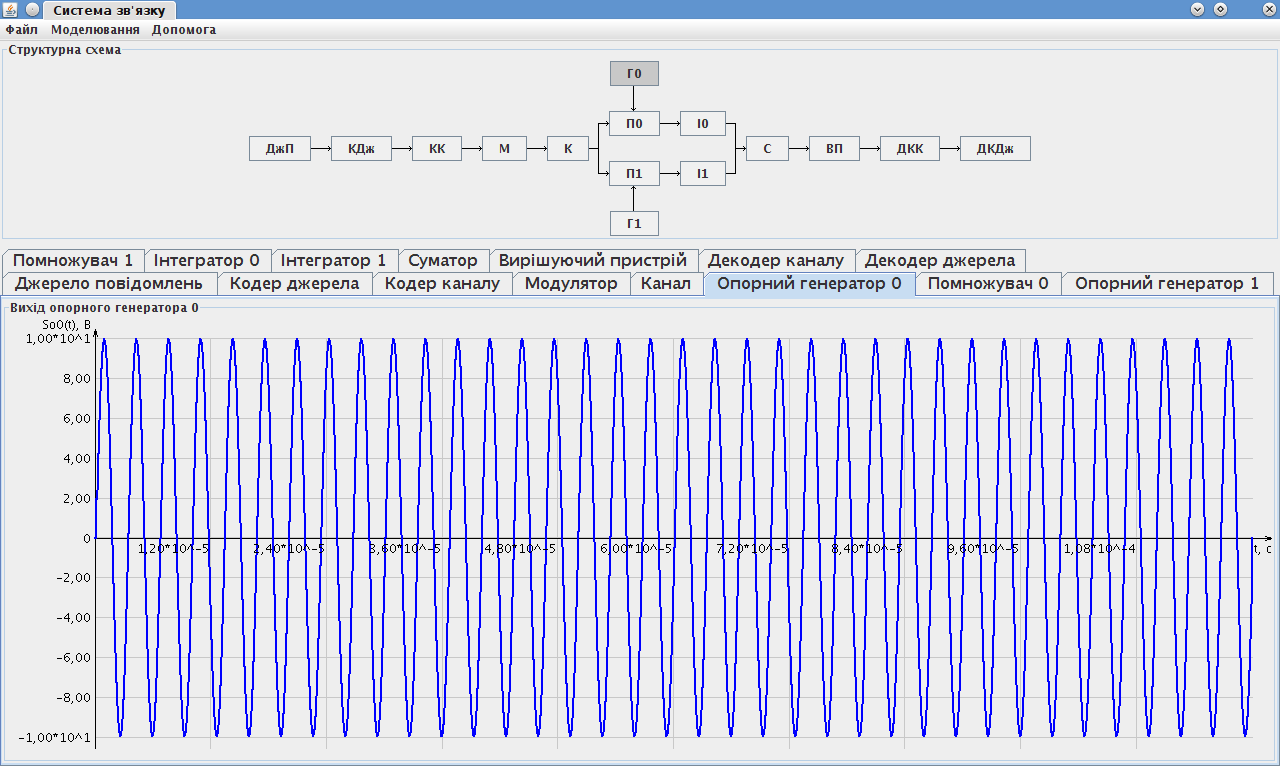 Система зв'язку
Файл Моделювання Допомога
Структурна схема
Г0
П0 І0
ДжП КДж КК М К С ВП ДКК ДКДж
П1 І1
Г1
Помножувач 1 Інтегратор 0 Інтегратор 1 Суматор Вирішуючий пристрій Декодер каналу Декодер джерела
Джерело повідомлень Кодер джерела Кодер каналу Модулятор Канал Опорний генератор 0 Помножувач 0 Опорний генератор 1
Вихід опорного генератора 0
So0(t), В
1,00*10^1
8,00
6,00
4,00
2,00
0
1,20*10^-5 2,40*10^-5 3,60*10^-5 4,80*10^-5 6,00*10^-5 7,20*10^-5 8,40*10^-5 9,60*10^-5 1,08*10^-4 t, с
-2,00
-4,00
-6,00
-8,00
-1,00*10^1